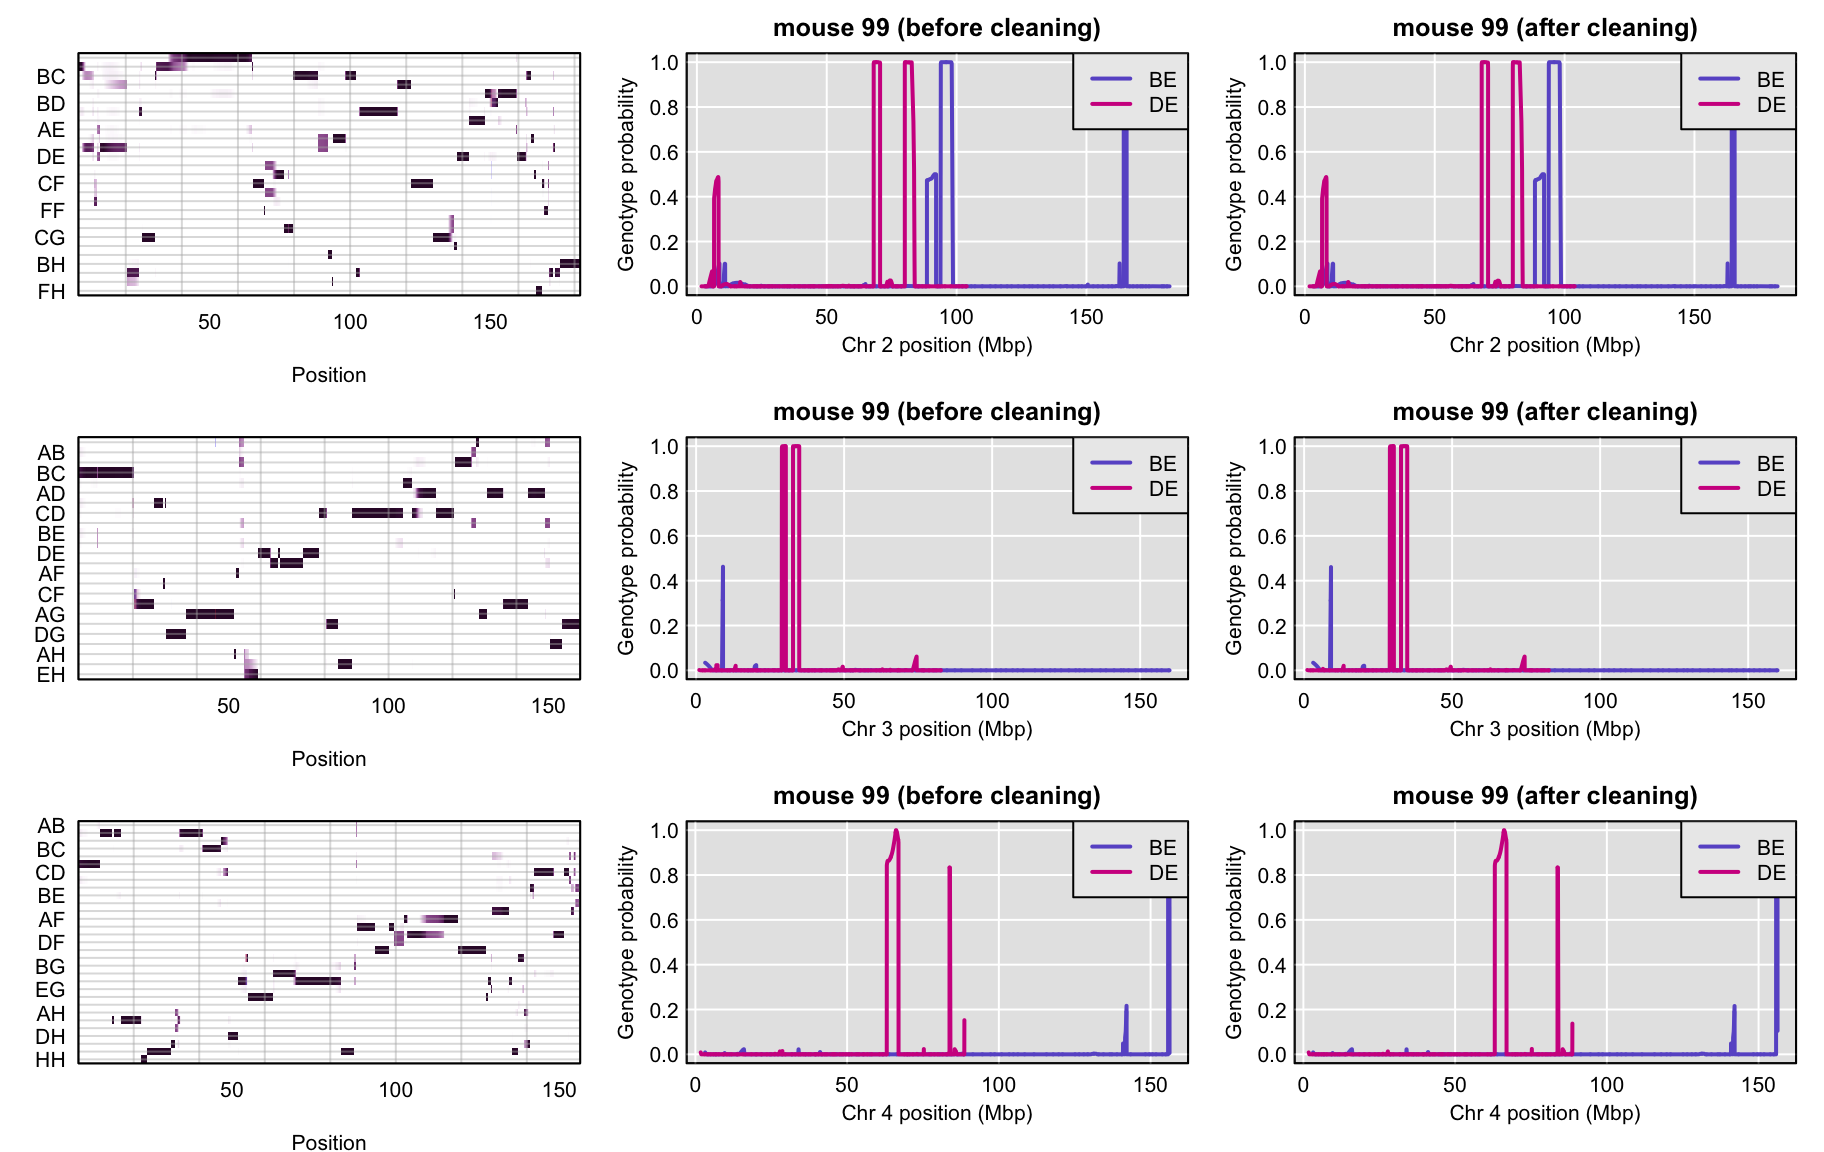 BC
BD
AE
DE
CF
FF
CG
BH
FH
50 100 150
Position
mouse 99 (before cleaning)
Genotype probability
1.0
0.8
0.6
0.4
0.2
0.0
BE
DE
0 50 100 150
Chr 2 position (Mbp)
mouse 99 (after cleaning)
Genotype probability
1.0
0.8
0.6
0.4
0.2
0.0
BE
DE
0 50 100 150
Chr 2 position (Mbp)
AB
BC
AD
CD
BE
DE
AF
CF
AG
DG
AH
EH
50 100 150
Position
mouse 99 (before cleaning)
Genotype probability
1.0
0.8
0.6
0.4
0.2
0.0
BE
DE
0 50 100 150
Chr 3 position (Mbp)
mouse 99 (after cleaning)
Genotype probability
1.0
0.8
0.6
0.4
0.2
0.0
BE
DE
0 50 100 150
Chr 3 position (Mbp)
AB
BC
CD
BE
AF
DF
BG
EG
AH
DH
HH
50 100 150
Position
mouse 99 (before cleaning)
Genotype probability
1.0
0.8
0.6
0.4
0.2
0.0
BE
DE
0 50 100 150
Chr 4 position (Mbp)
mouse 99 (after cleaning)
Genotype probability
1.0
0.8
0.6
0.4
0.2
0.0
BE
DE
0 50 100 150
Chr 4 position (Mbp)